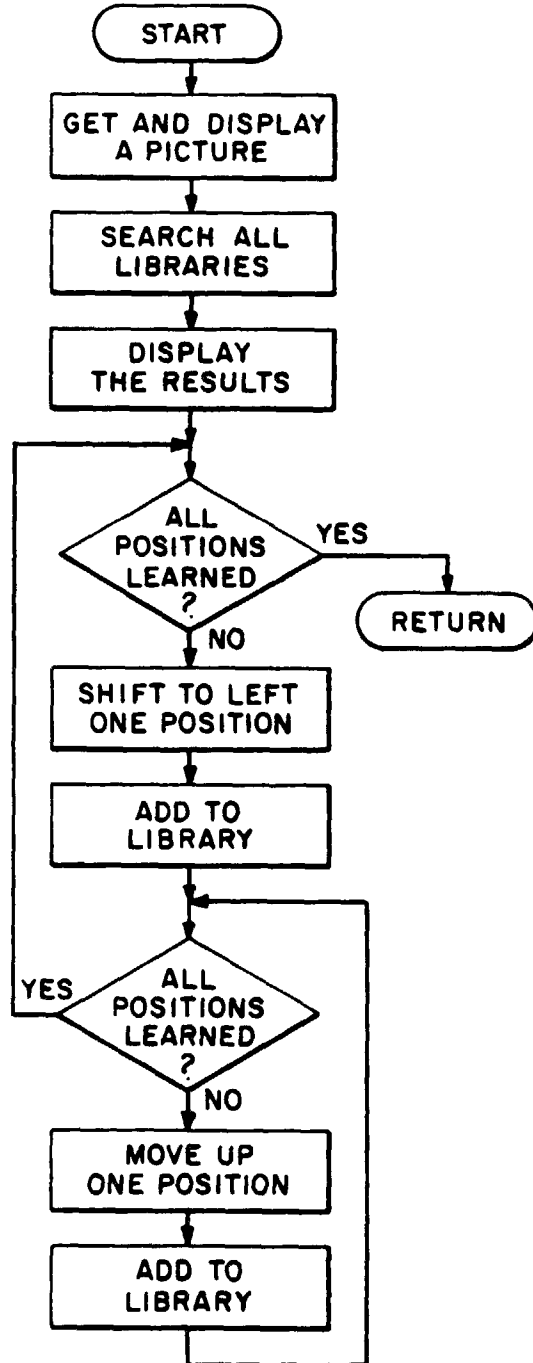 START
GET AND DISPLAY
A PICTURE
SEARCH ALL
LIBRARIES
DISPLAY
THE RESULTS
ALL
POSITIONS
LEARNED
?
YES
RETURN
NO
SHIFT TO LEFT
ONE POSITION
ADD TO
LIBRARY
ALL
POSITIONS
LEARNED
?
YES
NO
MOVE UP
ONE POSITION
ADD TO
LIBRARY